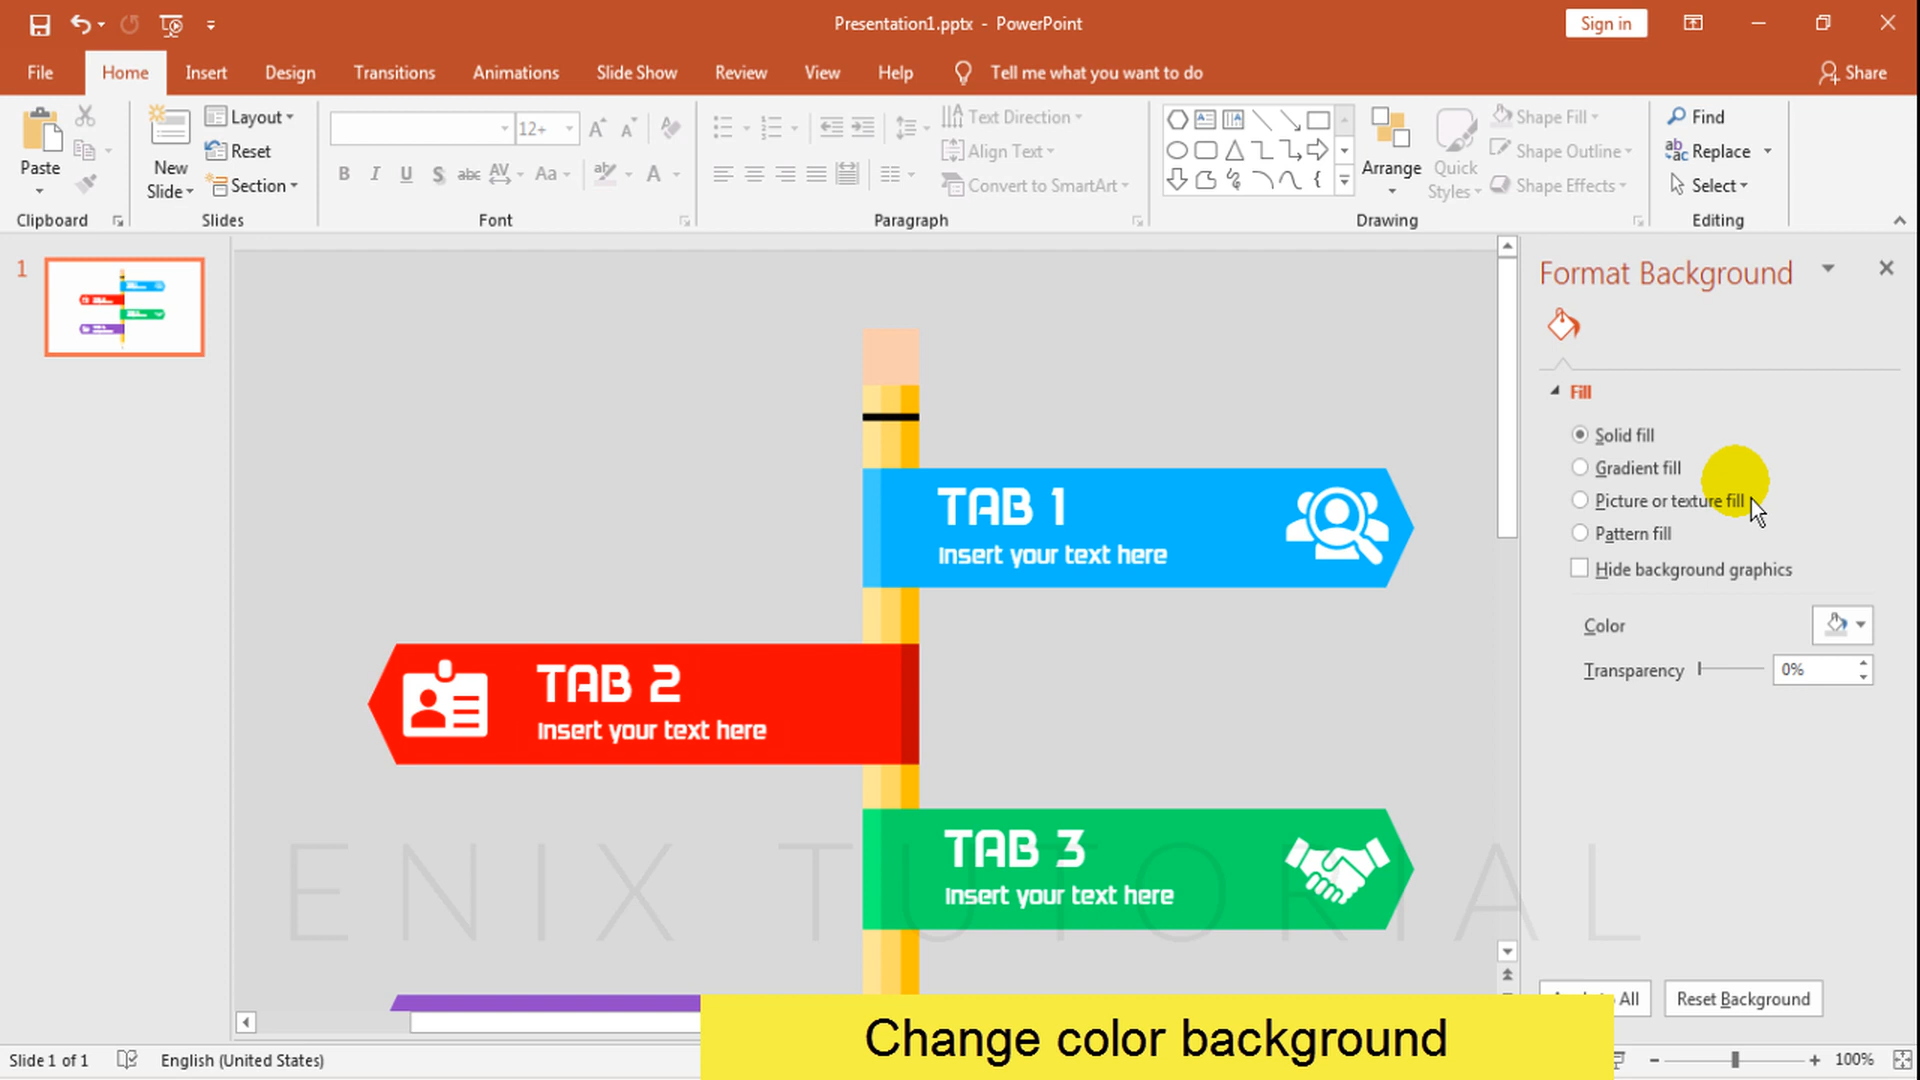 Presentation1.pptx - PowerPoint
Sign in
File Home Insert Design Transitions Animations Slide Show Review View Help Tell me what you want to do Share
Paste
Clipboard
New Slide
Layout
Reset
Section
Slides
12+
B I U S abc AV Aa A
Font
Text Direction
Align Text
Convert to SmartArt
Paragraph
Arrange
Quick Styles
Shape Fill
Shape Outline
Shape Effects
Drawing
Find
Replace
Select
Editing
1
Format Background
Fill
Solid fill
Gradient fill
Picture or texture fill
Pattern fill
Hide background graphics
Color
Transparency 0%
All
Reset Background
TAB 1
Insert your text here
TAB 2
Insert your text here
TAB 3
Insert your text here
ENIX TUTORIAL
Change color background
Slide 1 of 1 English (United States) 100%